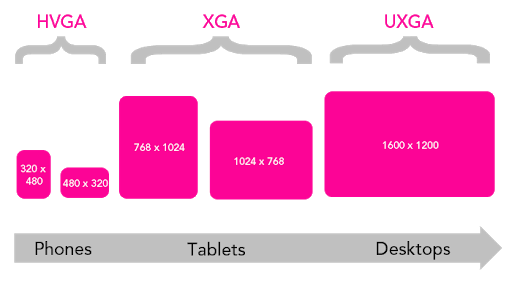 HVGA
XGA
UXGA
320 x
480
480 x 320
768 x 1024
1024 x 768
1600 x 1200
Phones
Tablets
Desktops